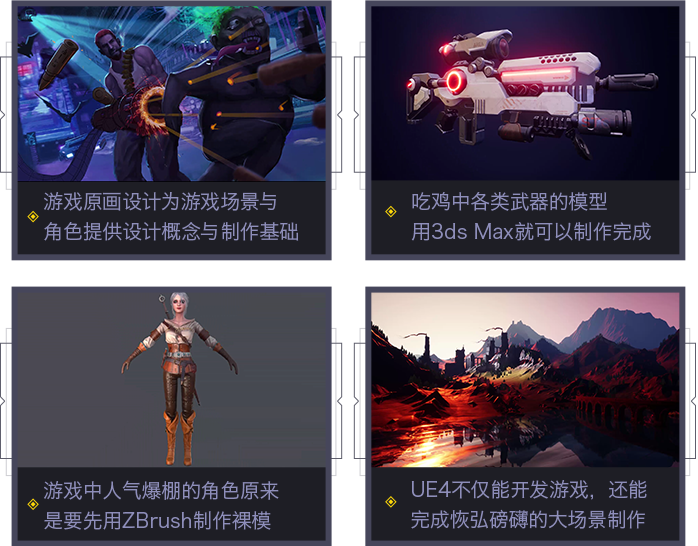 游戏原画设计为游戏场景与
角色提供设计概念与制作基础
吃鸡中各类武器的模型
用3ds Max就可以制作完成
游戏中人气爆棚的角色原来
是要先用ZBrush制作裸模
UE4不仅能开发游戏，还能
完成恢弘磅礴的大场景制作